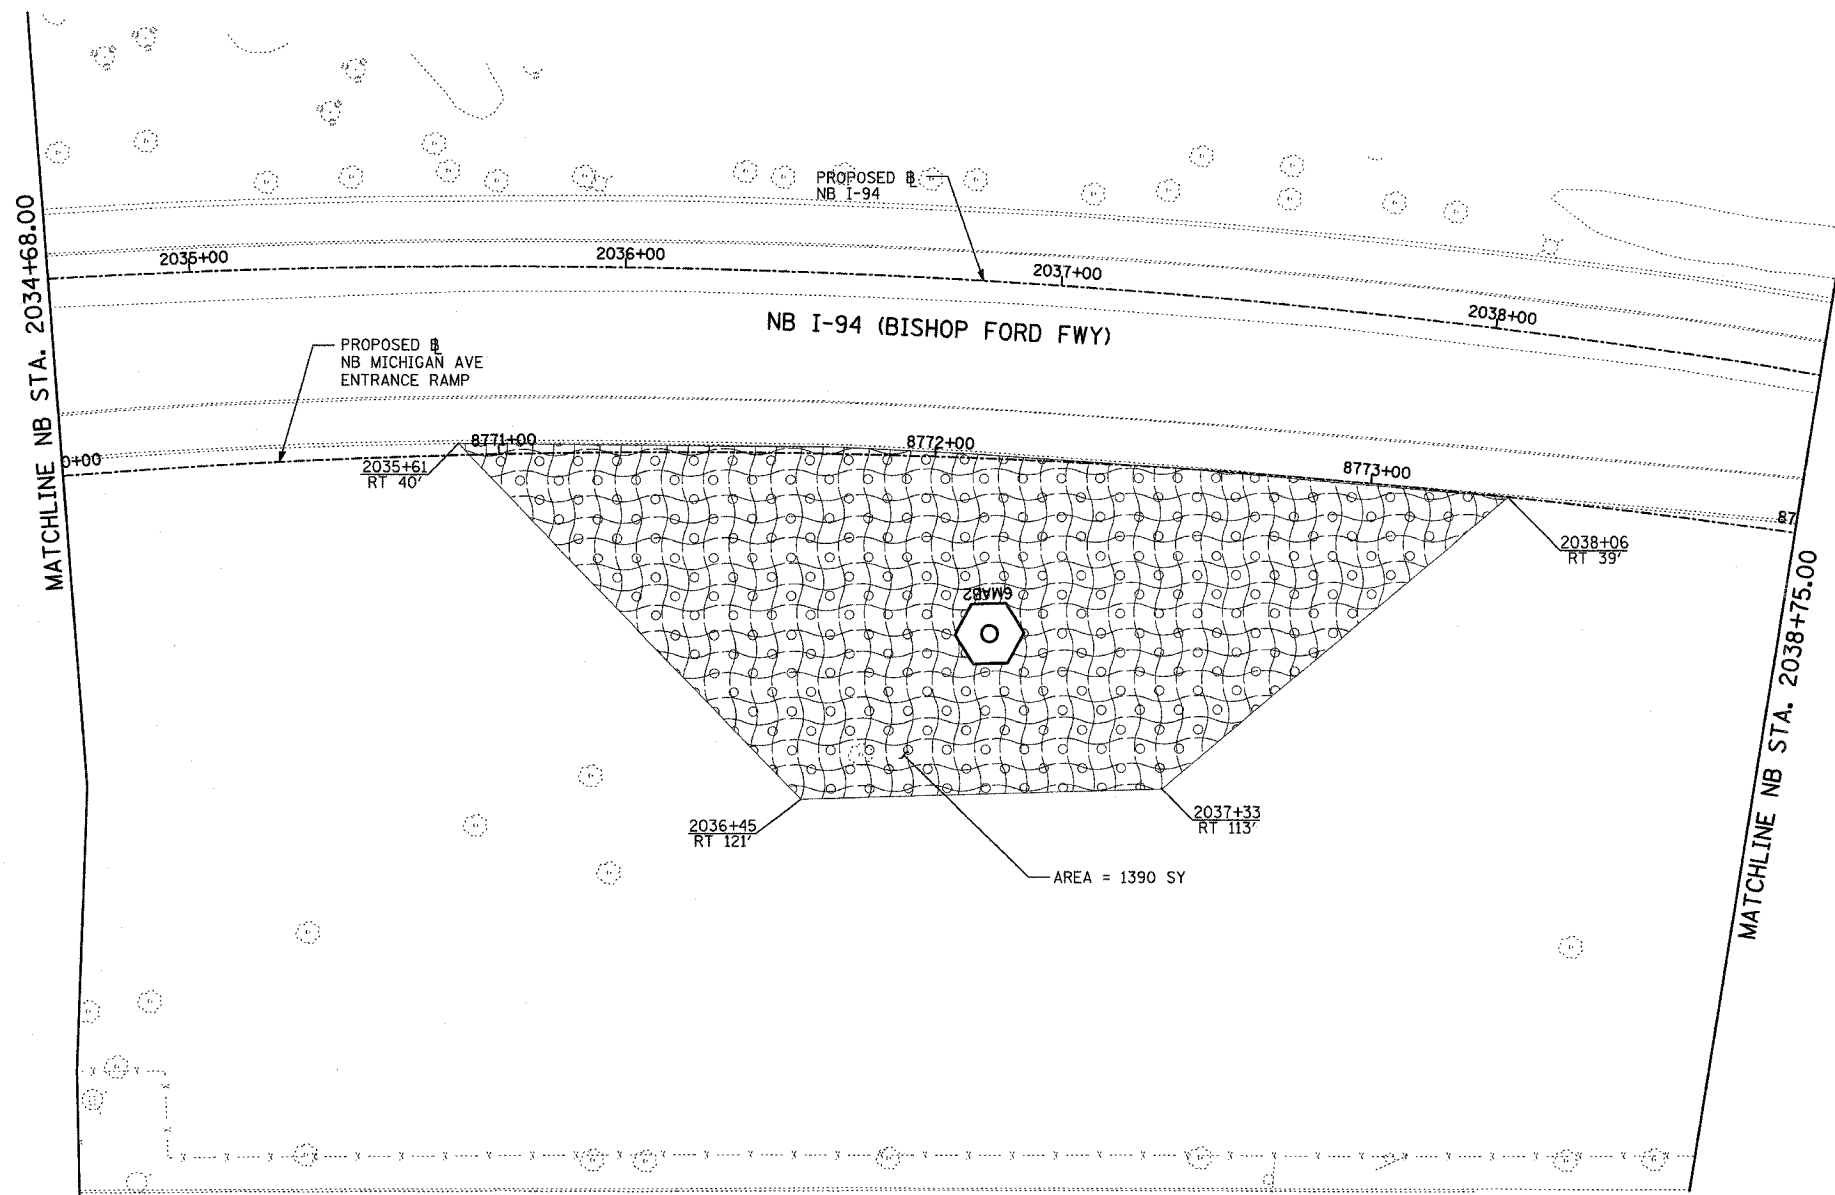 PROPOSED ℄
NB I-94
2035+00
2036+00
2037+00
2038+00
NB I-94 (BISHOP FORD FWY)
MATCHLINE NB STA. 2034+68.00
PROPOSED ℄
NB MICHIGAN AVE
ENTRANCE RAMP
0+00
8771+00
8772+00
8773+00
87
2035+61
RT 40'
2038+06
RT 39'
6MAB2
2036+45
RT 121'
2037+33
RT 113'
AREA = 1390 SY
MATCHLINE NB STA. 2038+75.00